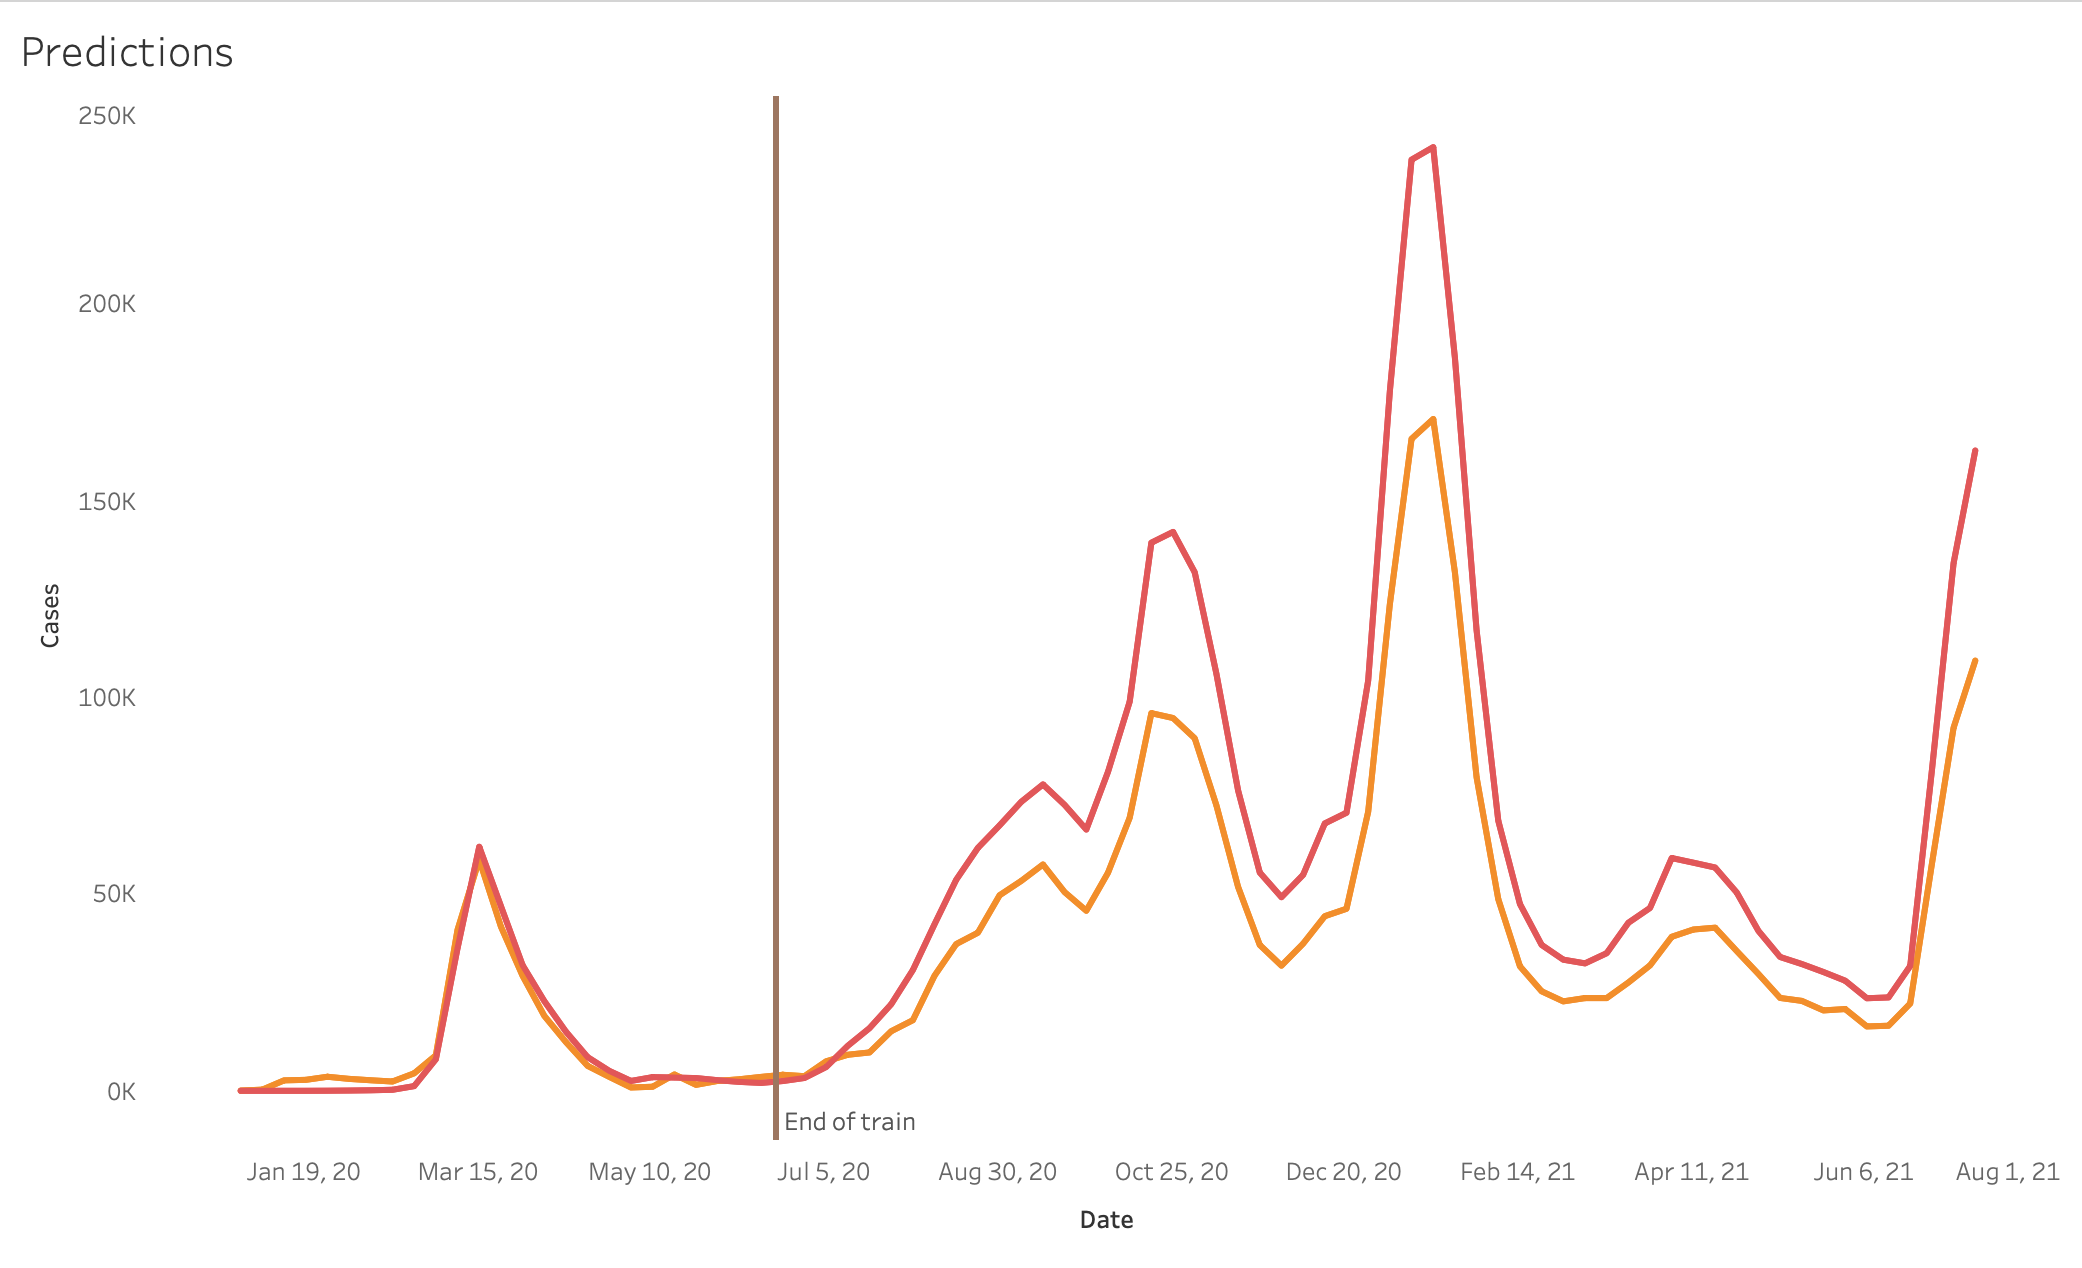 Predictions
250K
200K
150K
100K
50K
0K
Cases
End of train
Jan 19, 20 Mar 15, 20 May 10, 20 Jul 5, 20 Aug 30, 20 Oct 25, 20 Dec 20, 20 Feb 14, 21 Apr 11, 21 Jun 6, 21 Aug 1, 21
Date